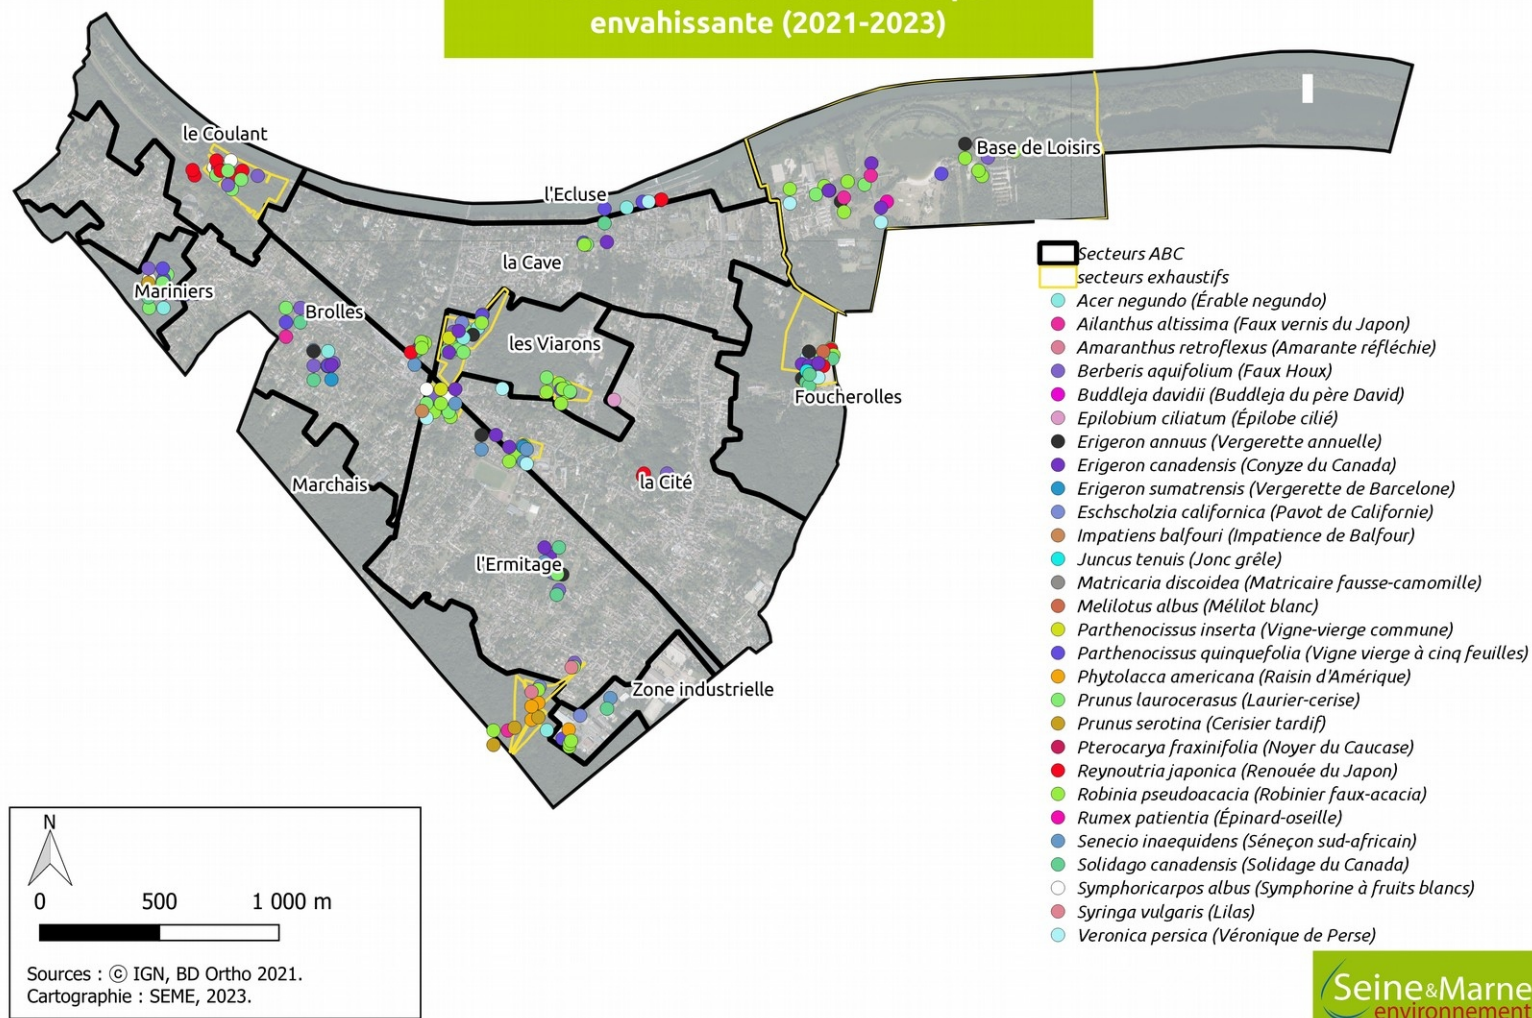 envahissante (2021-2023)
le Coulant
Base de Loisirs
l'Ecluse
la Cave
Mariniers
Brolles
les Viarons
Foucherolles
Marchais
la Cité
l'Ermitage
Zone industrielle
Secteurs ABC
secteurs exhaustifs
Acer negundo (Érable negundo)
Ailanthus altissima (Faux vernis du Japon)
Amaranthus retroflexus (Amarante réfléchie)
Berberis aquifolium (Faux Houx)
Buddleja davidii (Buddleja du père David)
Epilobium ciliatum (Épilobe cilié)
Erigeron annuus (Vergerette annuelle)
Erigeron canadensis (Conyze du Canada)
Erigeron sumatrensis (Vergerette de Barcelone)
Eschscholzia californica (Pavot de Californie)
Impatiens balfouri (Impatience de Balfour)
Juncus tenuis (Jonc grêle)
Matricaria discoidea (Matricaire fausse-camomille)
Melilotus albus (Mélilot blanc)
Parthenocissus inserta (Vigne-vierge commune)
Parthenocissus quinquefolia (Vigne vierge à cinq feuilles)
Phytolacca americana (Raisin d'Amérique)
Prunus laurocerasus (Laurier-cerise)
Prunus serotina (Cerisier tardif)
Pterocarya fraxinifolia (Noyer du Caucase)
Reynoutria japonica (Renouée du Japon)
Robinia pseudoacacia (Robinier faux-acacia)
Rumex patientia (Épinard-oseille)
Senecio inaequidens (Séneçon sud-africain)
Solidago canadensis (Solidage du Canada)
Symphoricarpos albus (Symphorine à fruits blancs)
Syringa vulgaris (Lilas)
Veronica persica (Véronique de Perse)
N
0 500 1 000 m
Sources : © IGN, BD Ortho 2021.
Cartographie : SEME, 2023.
Seine&Marne
environnement